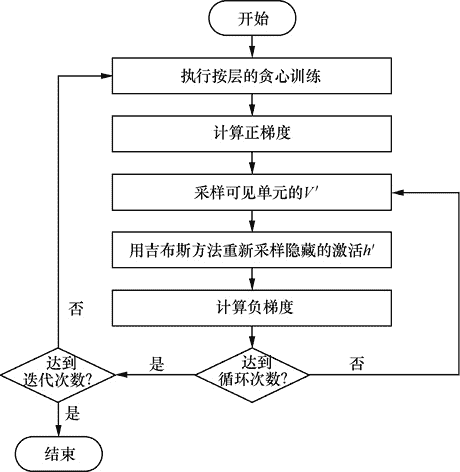 开始
执行按层的贪心训练
计算正梯度
采样可见单元的V′
用吉布斯方法重新采样隐藏的激活h′
计算负梯度
否
达到
迭代次数?
是
达到
循环次数?
否
是
结束